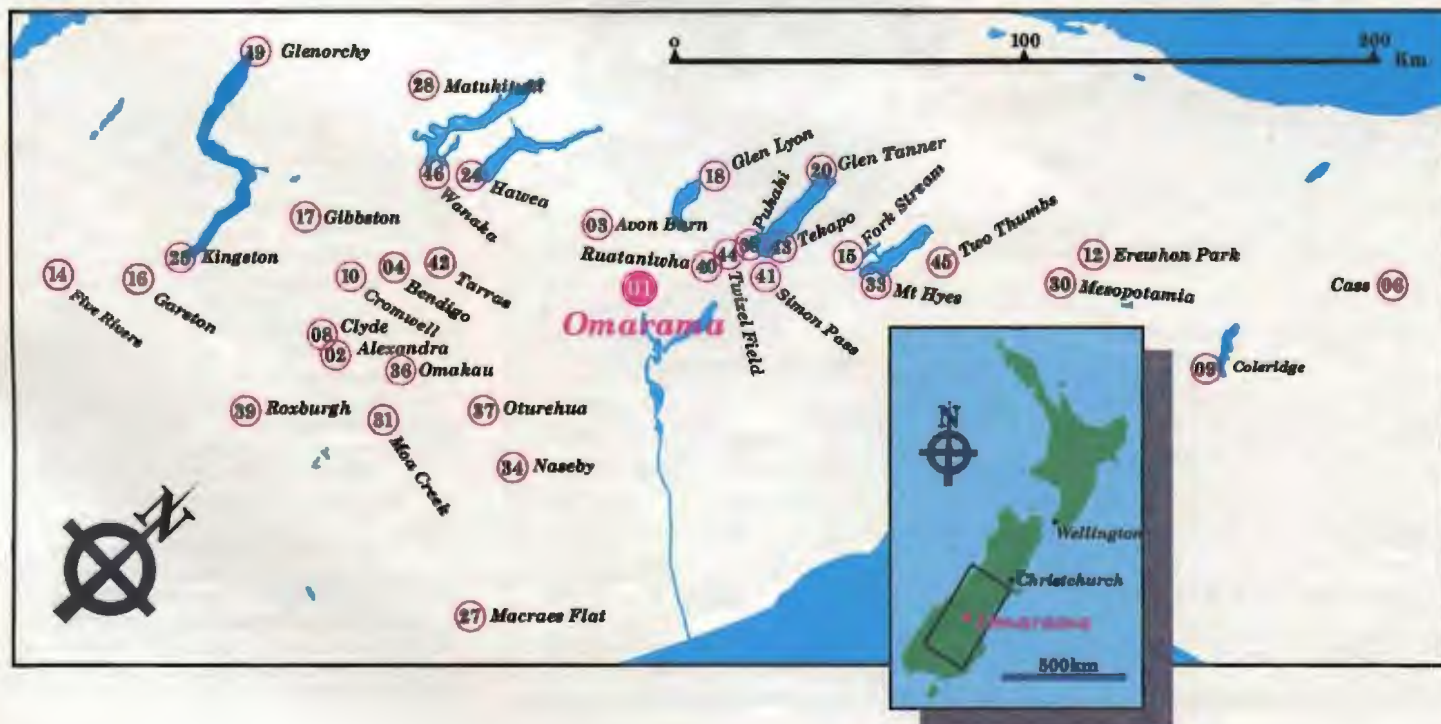 0 100 200
Km
19 Glenorchy
28 Matukituki
46 Wanaka
24 Hawea
18 Glen Lyon
20 Glen Tanner
Pukaki
17 Gibbston
03 Avon Burn
Ruataniwha 40
44 Twizel Field
43 Tekapo
41 Simon Pass
15 Fork Stream
33 Mt Hyes
45 Two Thumbs
12 Erewhon Park
30 Mesopotamia
Cass 06
14 Five Rivers
16 Garston
25 Kingston
10 Cromwell
04 Bendigo
42 Tarras
01
Omarama
08 Clyde
02 Alexandra
36 Omakau
09 Coleridge
39 Roxburgh
31 Moa Creek
37 Oturehua
34 Naseby
27 Macraes Flat
N
N
Wellington
Christchurch
Omarama
500km